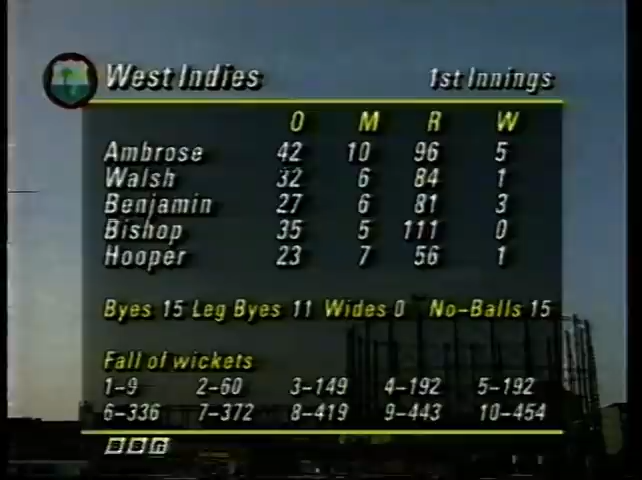 West Indies 1st Innings
O M R W
Ambrose 42 10 96 5
Walsh 32 6 84 1
Benjamin 27 6 81 3
Bishop 35 5 111 0
Hooper 23 7 56 1
Byes 15 Leg Byes 11 Wides 0 No-Balls 15
Fall of wickets
1-9 2-60 3-149 4-192 5-192
6-336 7-372 8-419 9-443 10-454
BBC